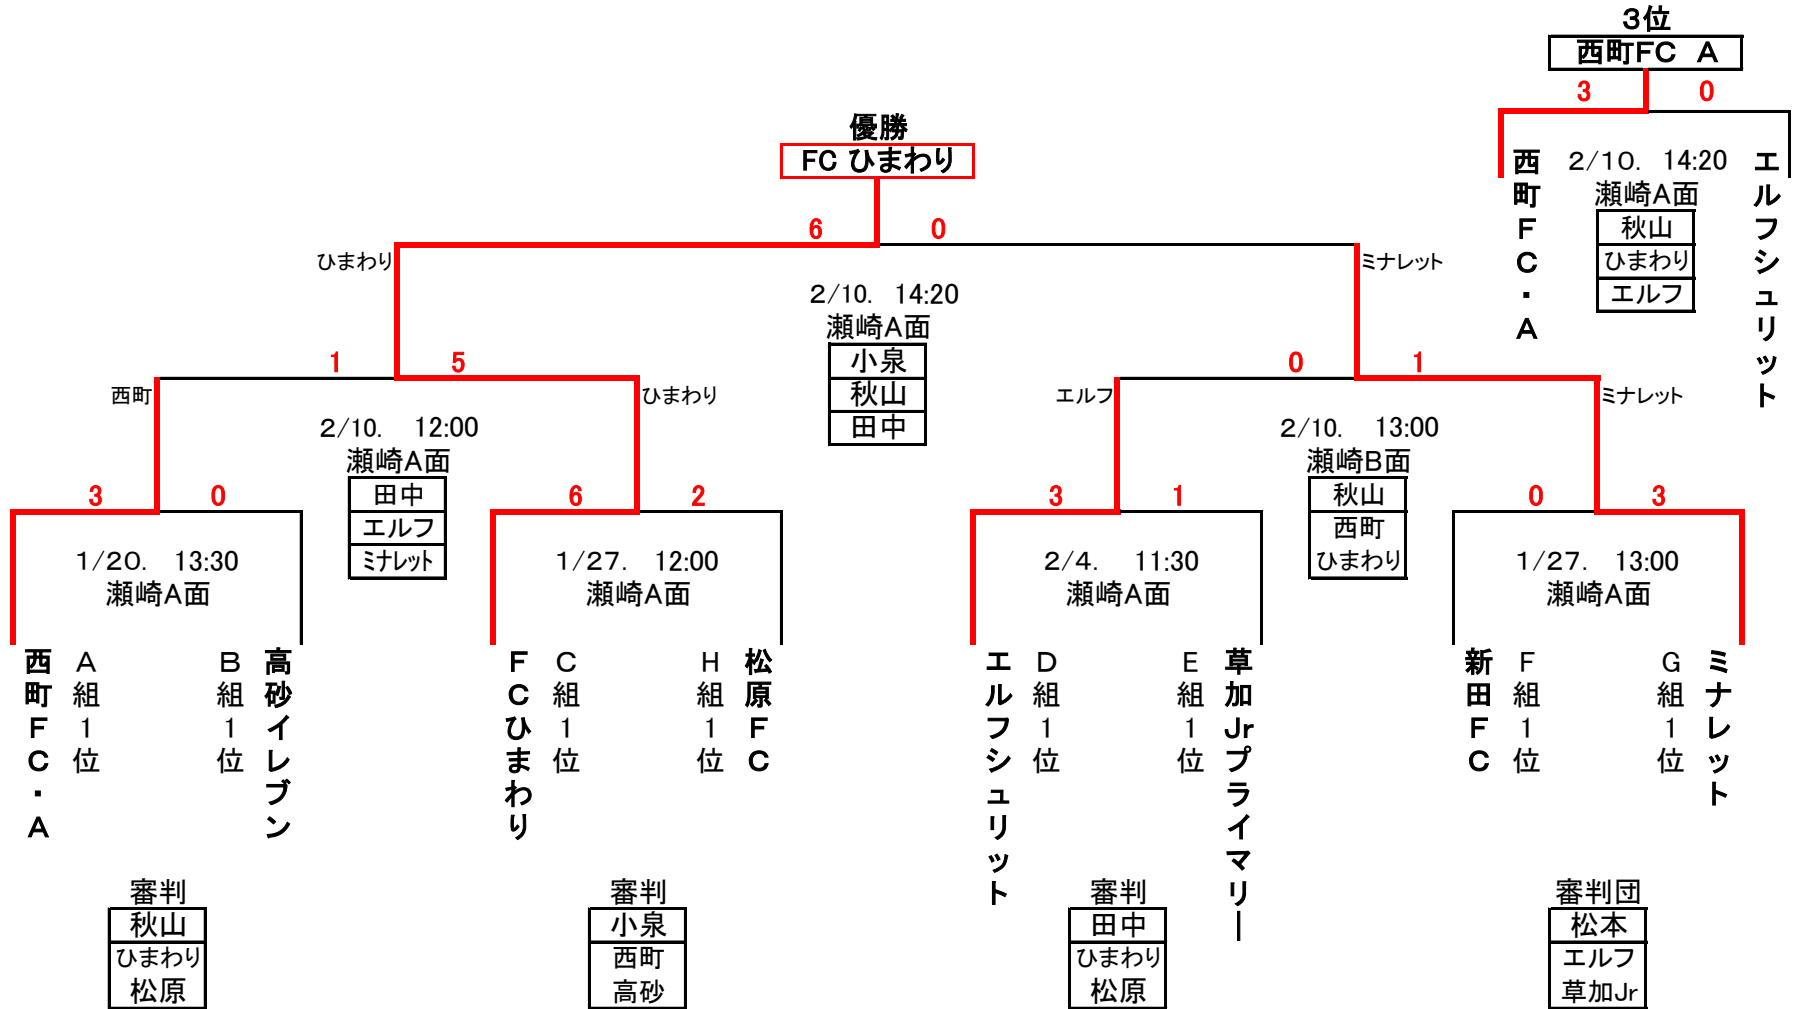 3位
西町FC A
3 0
西町FC・A
2/10. 14:20
瀬崎A面
秋山
ひまわり
エルフ
エルフシュリット
優勝
FC ひまわり
6 0
ひまわり
ミナレット
2/10. 14:20
瀬崎A面
小泉
秋山
田中
1 5
西町
ひまわり
2/10. 12:00
瀬崎A面
田中
エルフ
ミナレット
0 1
エルフ
ミナレット
2/10. 13:00
瀬崎B面
秋山
西町
ひまわり
3 0
1/20. 13:30
瀬崎A面
西町FC・A
A組1位
B組1位
高砂イレブン
6 2
1/27. 12:00
瀬崎A面
FCひまわり
C組1位
H組1位
松原FC
3 1
2/4. 11:30
瀬崎A面
エルフシュリット
D組1位
E組1位
草加Jrプライマリー
0 3
1/27. 13:00
瀬崎A面
新田FC
F組1位
G組1位
ミナレット
審判
秋山
ひまわり
松原
審判
小泉
西町
高砂
審判
田中
ひまわり
松原
審判団
松本
エルフ
草加Jr